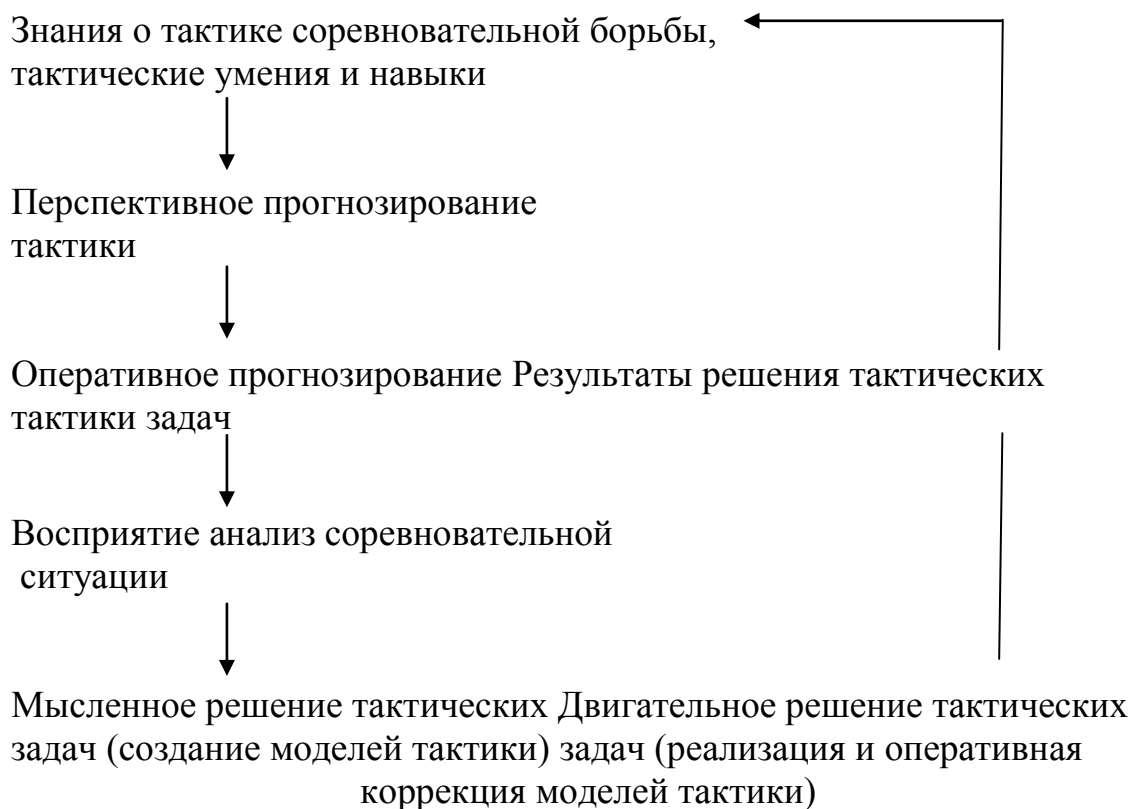 Знания о тактике соревновательной борьбы,
тактические умения и навыки
Перспективное прогнозирование
тактики
Оперативное прогнозирование Результаты решения тактических
тактики задач
Восприятие анализ соревновательной
ситуации
Мысленное решение тактических Двигательное решение тактических
задач (создание моделей тактики) задач (реализация и оперативная
коррекция моделей тактики)